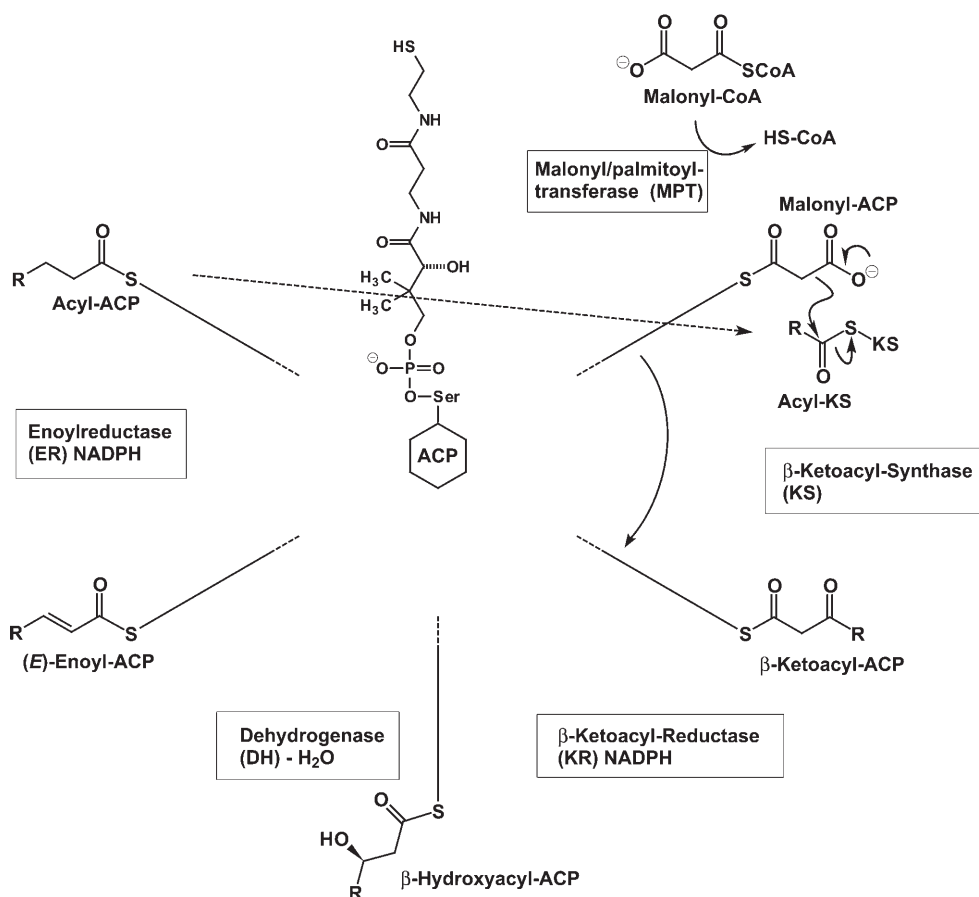 HS
NH
O
NH
O
OH
H3C
H3C
O
⊖O-P=O
O-Ser
ACP
O O
⊖O SCoA
Malonyl-CoA
HS-CoA
Malonyl/palmitoyl-
transferase (MPT)
Malonyl-ACP
O O
S O⊖
R S KS
O
Acyl-KS
β-Ketoacyl-Synthase
(KS)
O O
S R
β-Ketoacyl-ACP
β-Ketoacyl-Reductase
(KR) NADPH
O S
HO
R
β-Hydroxyacyl-ACP
Dehydrogenase
(DH) - H2O
O
R S
(E)-Enoyl-ACP
Enoylreductase
(ER) NADPH
O
R S
Acyl-ACP